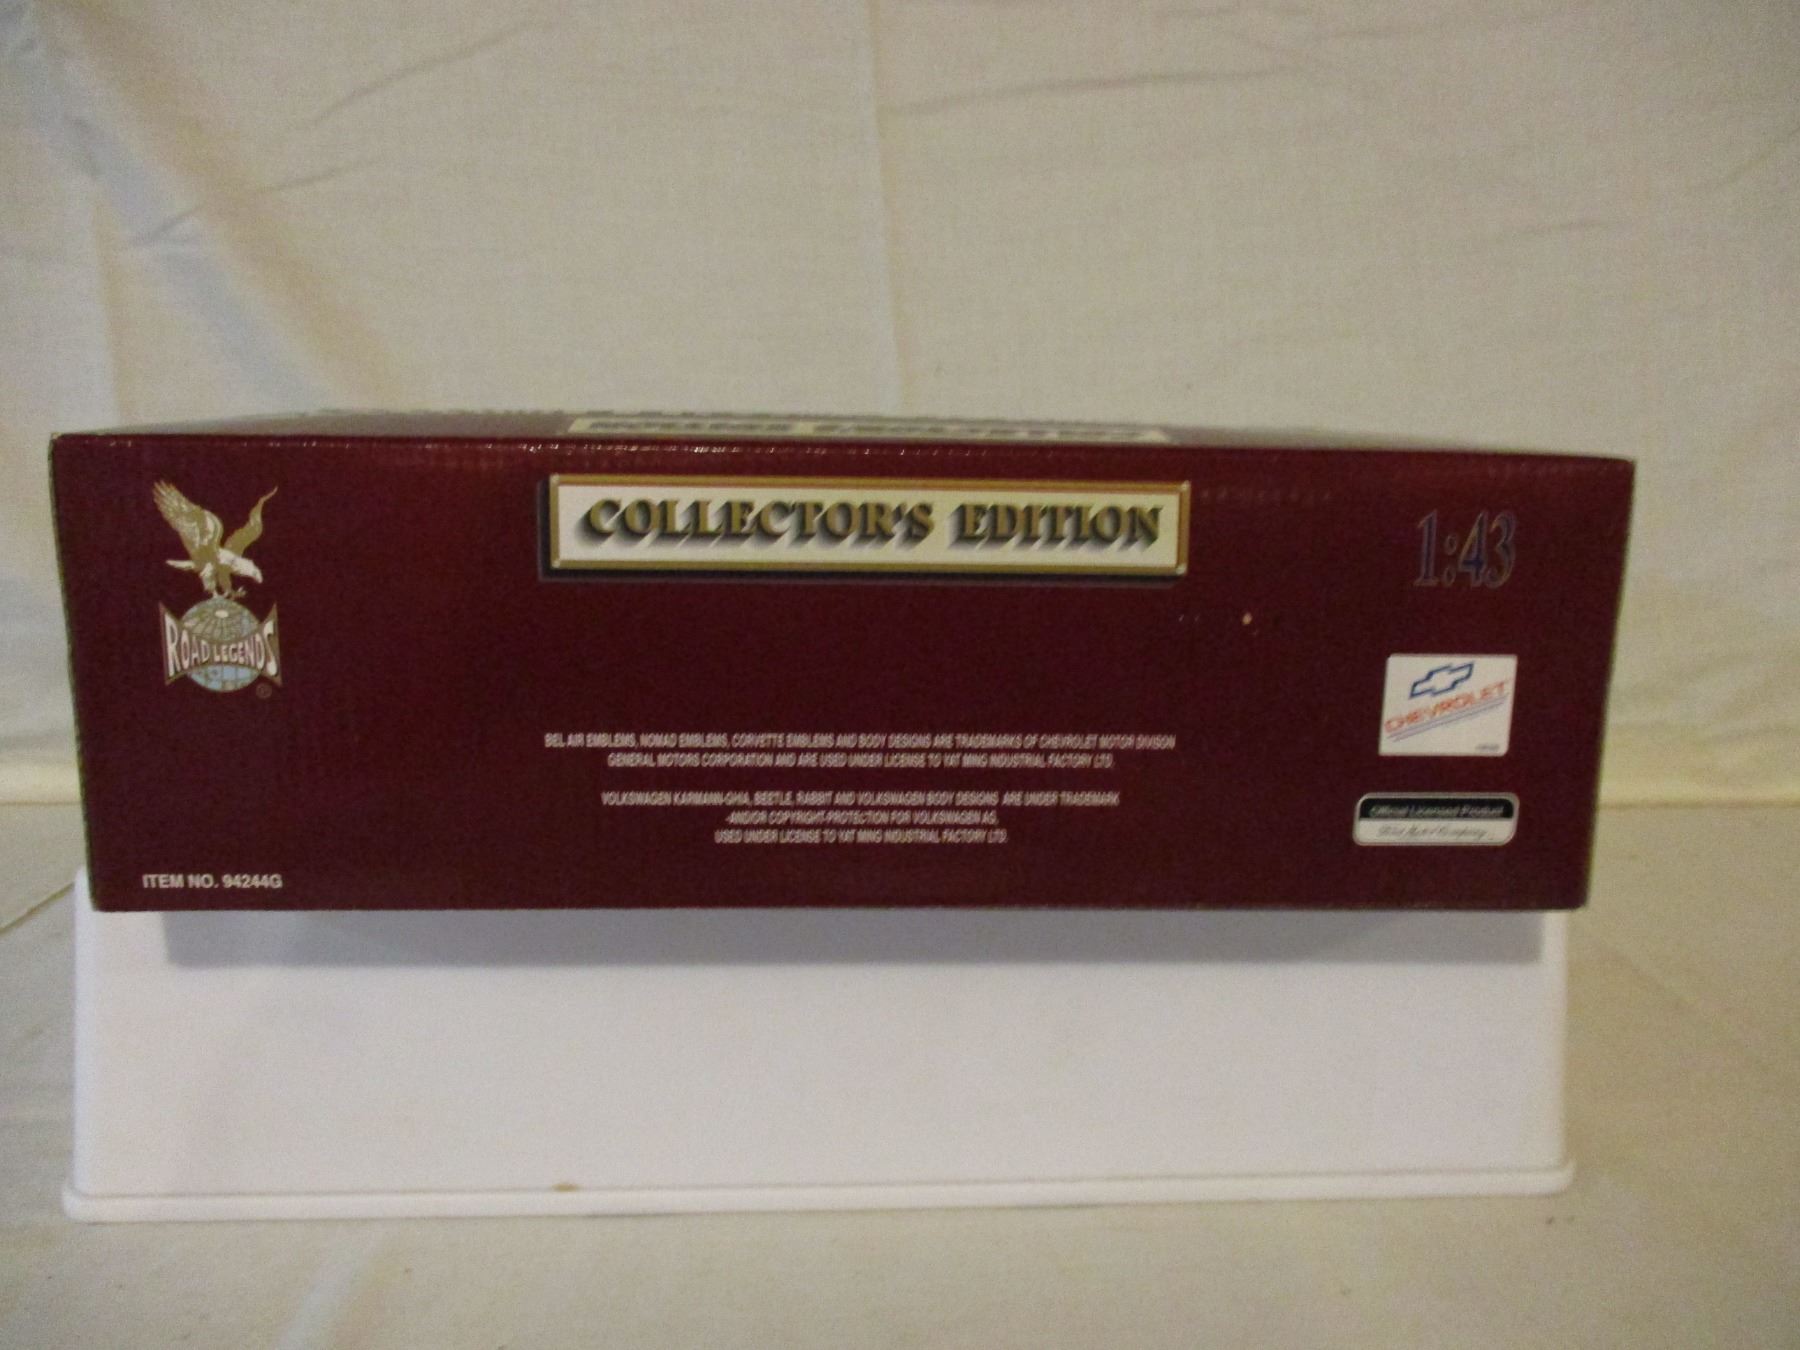 COLLECTOR'S EDITION
1:43
ROAD LEGENDS
®
CHEVROLET
BEL AIR EMBLEMS, NOMAD EMBLEMS, CORVETTE EMBLEMS AND BODY DESIGNS ARE TRADEMARKS OF CHEVROLET MOTOR DIVISON
GENERAL MOTORS CORPORATION AND ARE USED UNDER LICENSE TO YAT MING INDUSTRIAL FACTORY LTD.
VOLKSWAGEN KARMANN-GHIA, BEETLE, RABBIT AND VOLKSWAGEN BODY DESIGNS ARE UNDER TRADEMARK
-AND/OR COPYRIGHT-PROTECTION FOR VOLKSWAGEN AG.
USED UNDER LICENSE TO YAT MING INDUSTRIAL FACTORY LTD.
Official Licensed Product
Ford Motor Company
ITEM NO. 94244G